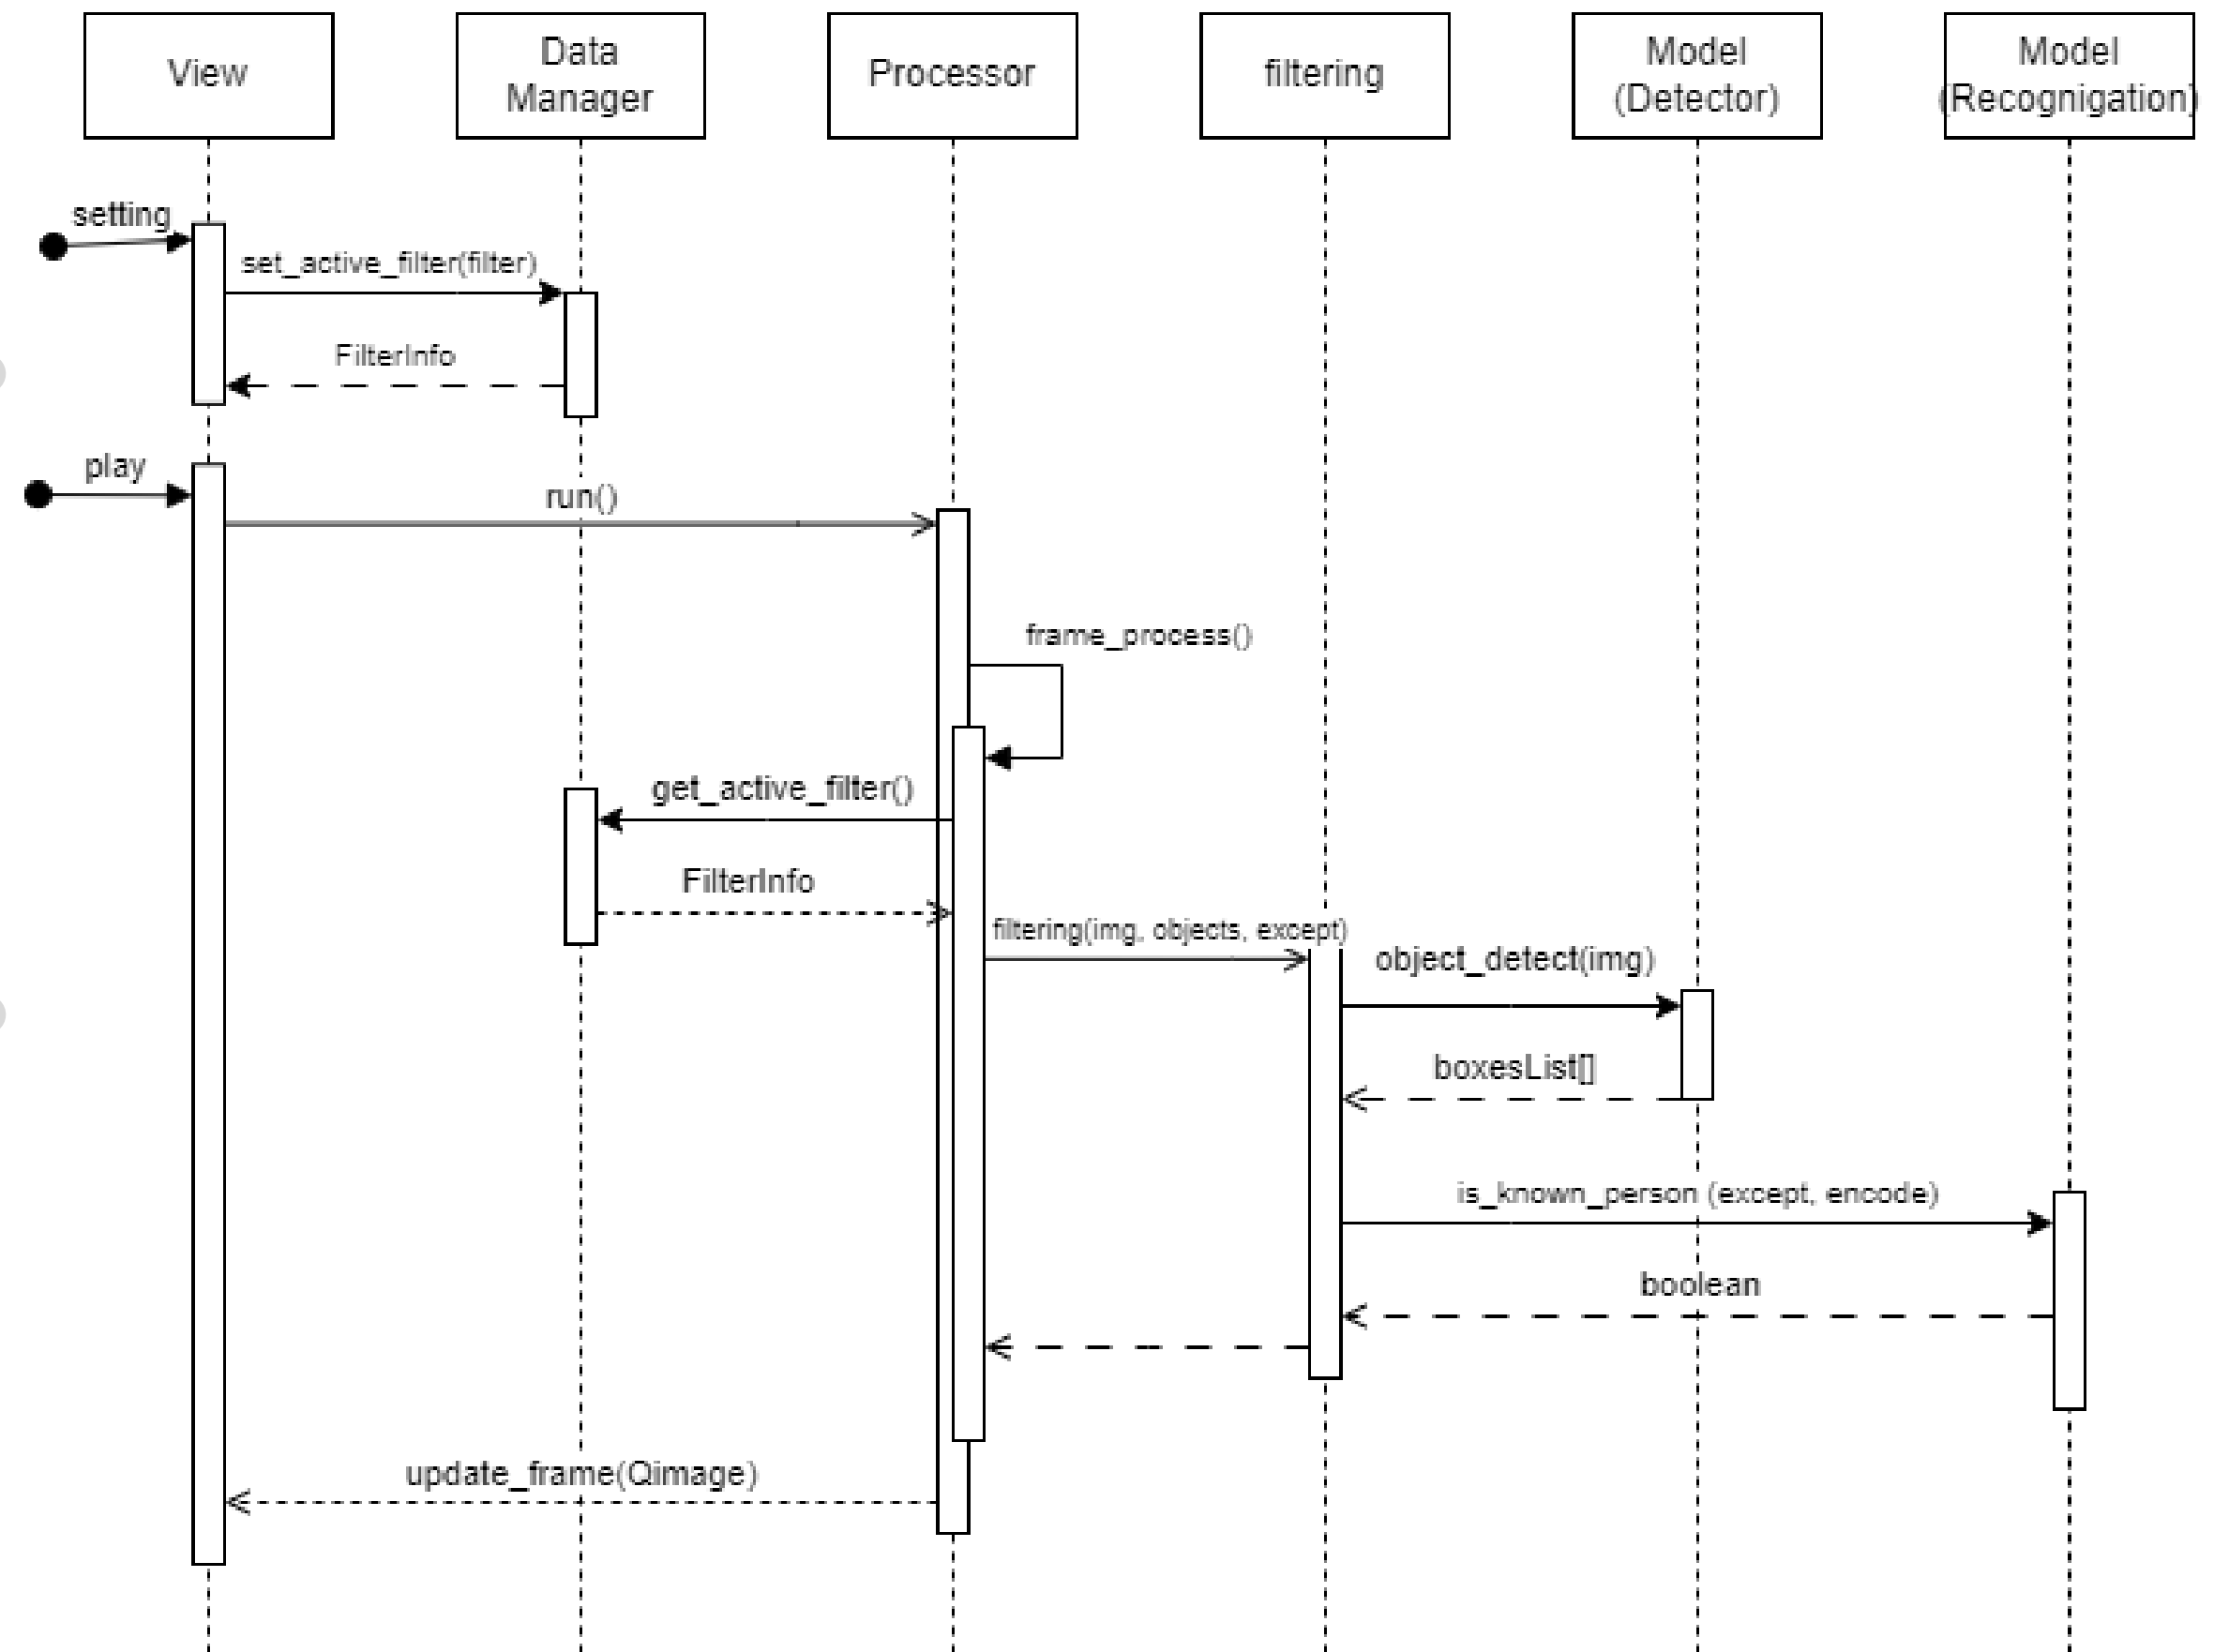 View
Data
Manager
Processor
filtering
Model
(Detector)
Model
(Recognigation)
setting
set_active_filter(filter)
FilterInfo
play
run()
frame_process()
get_active_filter()
FilterInfo
filtering(img, objects, except)
object_detect(img)
boxesList[]
is_known_person (except, encode)
boolean
update_frame(Qimage)